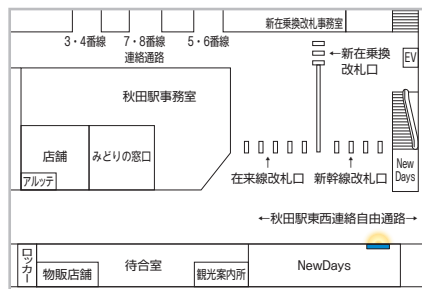 新在乗換改札事務室
3・4番線
7・8番線
連絡通路
5・6番線
←新在乗換
改札口
EV
秋田駅事務室
店舗
みどりの窓口
アルッテ
在来線改札口
新幹線改札口
New
Days
←秋田駅東西連絡自由通路→
ロッカー
物販店舗
待合室
観光案内所
NewDays